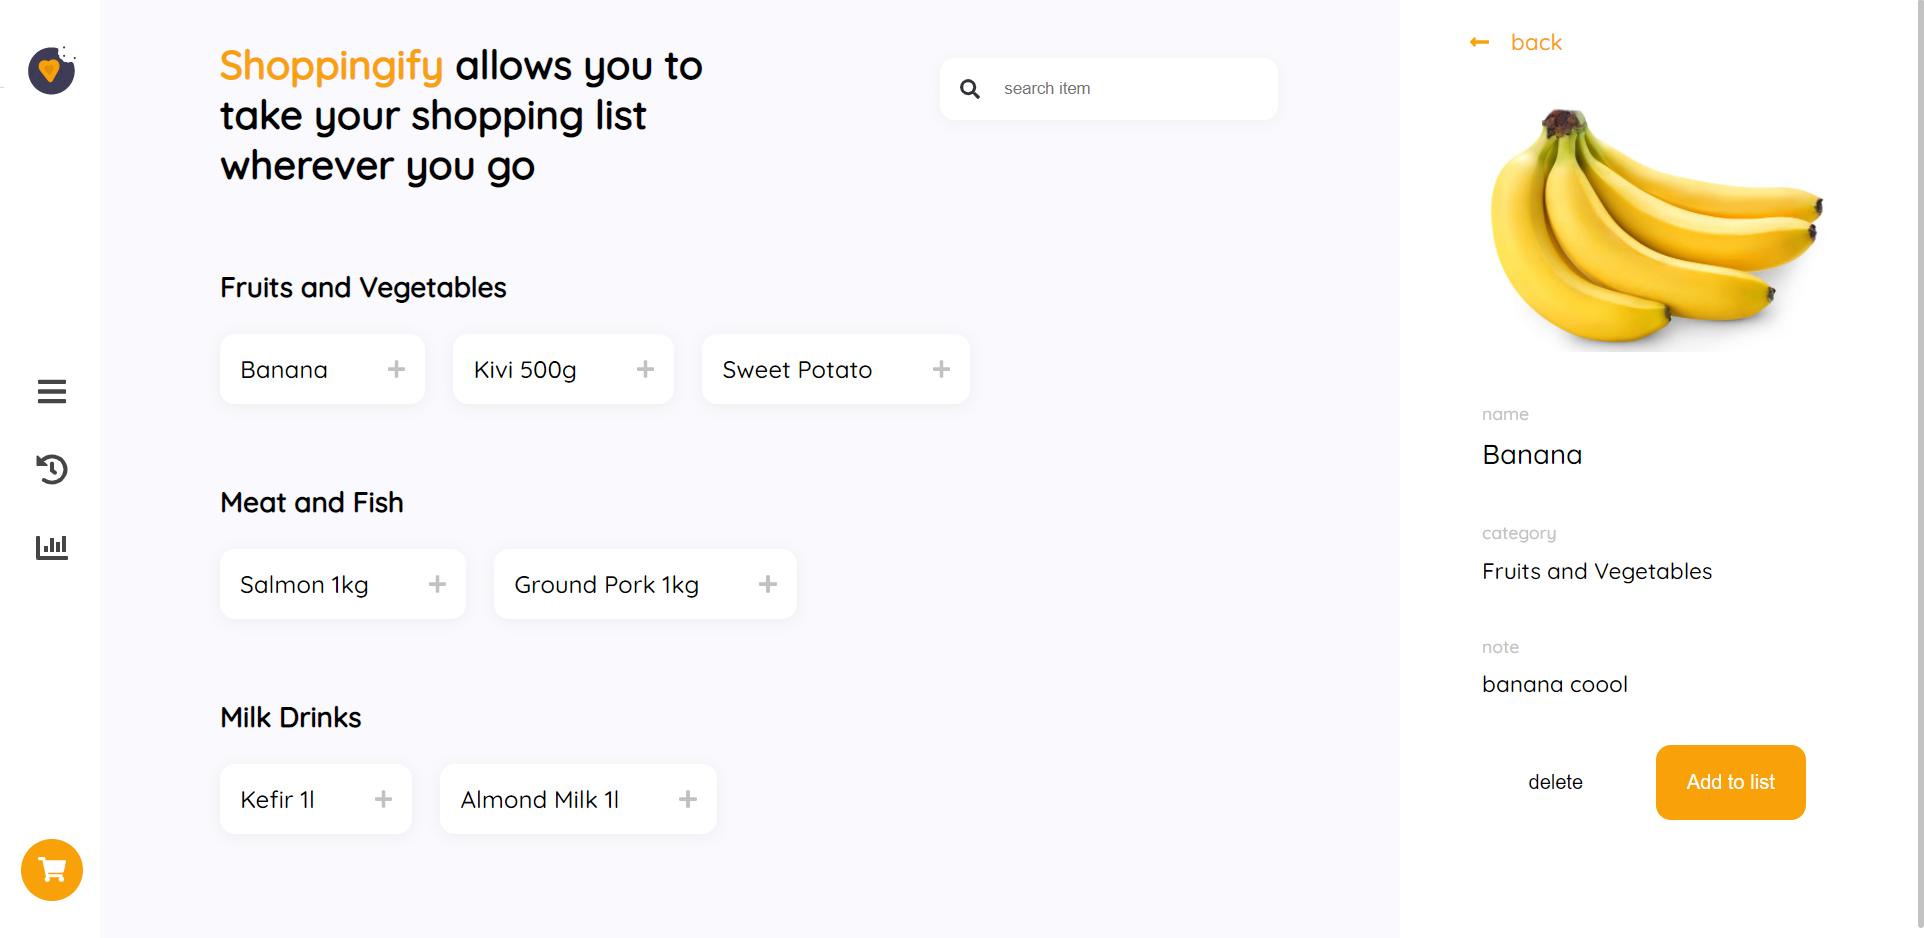 Shoppingify allows you to
take your shopping list
wherever you go
search item
Fruits and Vegetables
Banana
Kivi 500g
Sweet Potato
Meat and Fish
Salmon 1kg
Ground Pork 1kg
Milk Drinks
Kefir 1l
Almond Milk 1l
back
name
Banana
category
Fruits and Vegetables
note
banana coool
delete
Add to list